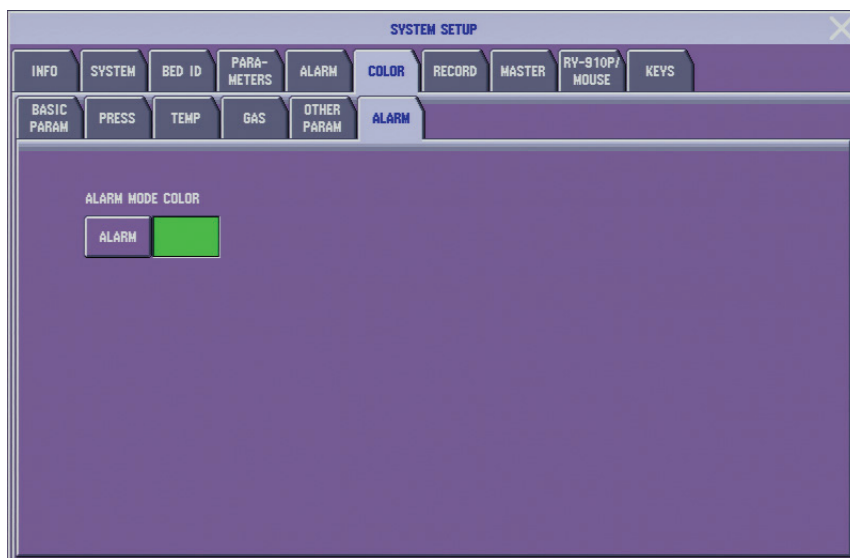 SYSTEM SETUP
INFO SYSTEM BED ID PARA-METERS ALARM COLOR RECORD MASTER RY-910P/MOUSE KEYS
BASIC PARAM PRESS TEMP GAS OTHER PARAM ALARM
ALARM MODE COLOR
ALARM